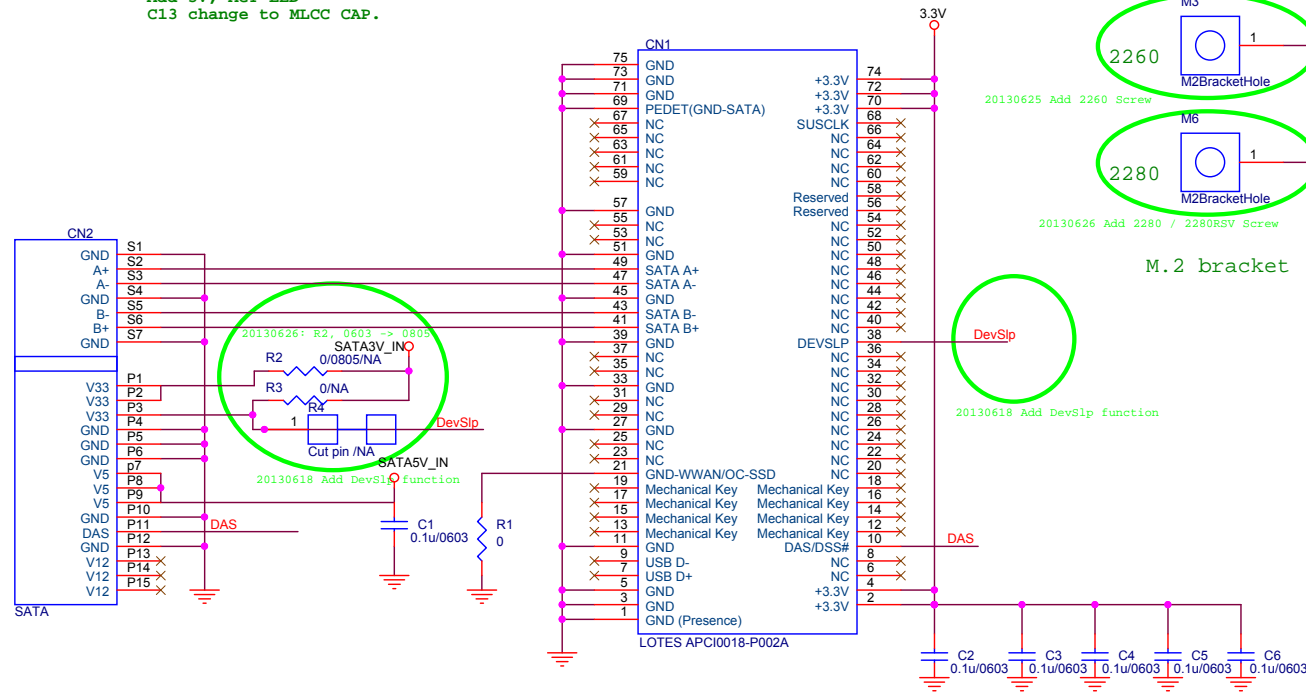 C13 change to MLCC CAP.
3.3V
M3
1
2260
M2BracketHole
20130625 Add 2260 Screw
M6
1
2280
M2BracketHole
20130626 Add 2280 / 2280RSV Screw
M.2 bracket
CN1
75 GND
73 GND
71 GND
69 PEDET(GND-SATA)
67 NC
65 NC
63 NC
61 NC
59 NC
57 GND
55 NC
53 NC
51 GND
49 SATA A+
47 SATA A-
45 GND
43 SATA B-
41 SATA B+
39 GND
37 NC
35 NC
33 GND
31 NC
29 NC
27 GND
25 NC
23 NC
21 GND-WWAN/OC-SSD
19 Mechanical Key
17 Mechanical Key
15 Mechanical Key
13 Mechanical Key
11 GND
9 USB D-
7 USB D+
5 GND
3 GND
1 GND (Presence)
+3.3V 74
+3.3V 72
+3.3V 70
SUSCLK 68
NC 66
NC 64
NC 62
NC 60
Reserved 58
Reserved 56
NC 54
NC 52
NC 50
NC 48
NC 46
NC 44
NC 42
NC 40
DEVSLP 38
NC 36
NC 34
NC 32
NC 30
NC 28
NC 26
NC 24
NC 22
NC 20
Mechanical Key 18
Mechanical Key 16
Mechanical Key 14
Mechanical Key 12
DAS/DSS# 10
NC 8
NC 6
+3.3V 4
+3.3V 2
LOTES APCI0018-P002A
DevSlp
20130618 Add DevSlp function
DAS
CN2
GND S1
A+ S2
A- S3
GND S4
B- S5
B+ S6
GND S7
V33 P1
V33 P2
V33 P3
GND P4
GND P5
GND P6
V5 p7
V5 P8
V5 P9
GND P10
DAS P11
GND P12
V12 P13
V12 P14
V12 P15
SATA
DAS
20130626: R2, 0603 -> 0805
SATA3V_IN
R2 0/0805/NA
R3 0/NA
R4
1
Cut pin /NA
DevSlp
SATA5V_IN
20130618 Add DevSlp function
C1
0.1u/0603
R1
0
C2
0.1u/0603
C3
0.1u/0603
C4
0.1u/0603
C5
0.1u/0603
C6
0.1u/0603